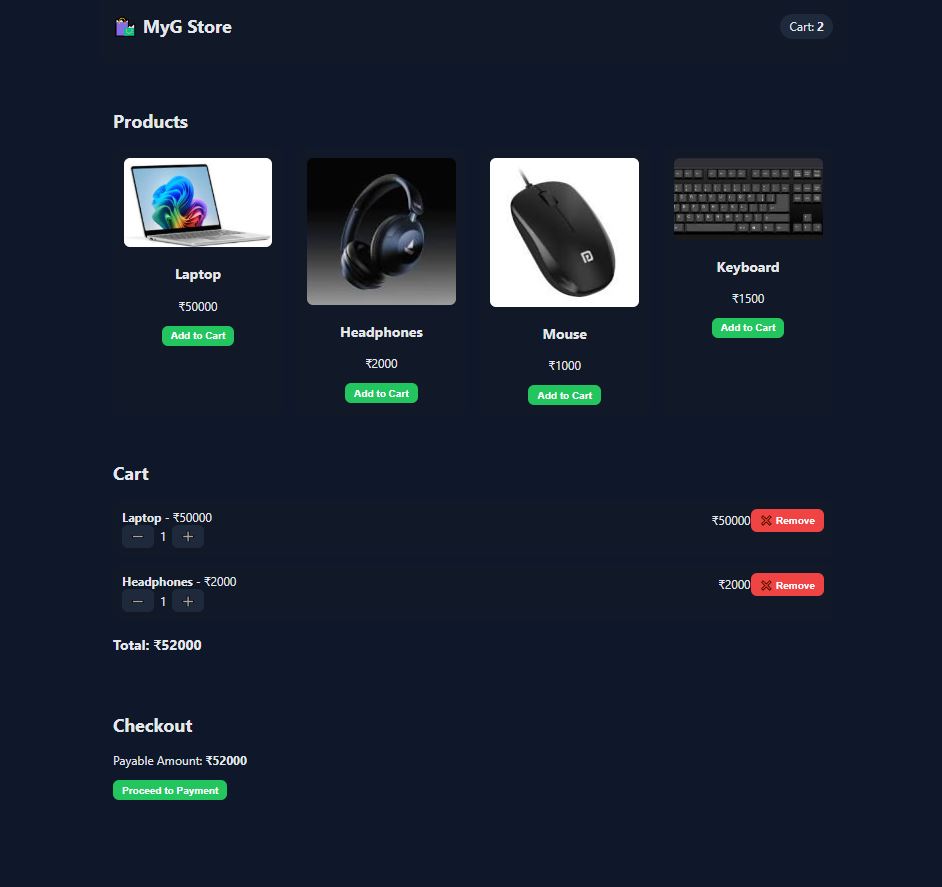 MyG Store
Cart: 2
Products
Laptop
₹50000
Add to Cart
Headphones
₹2000
Add to Cart
Mouse
₹1000
Add to Cart
Keyboard
₹1500
Add to Cart
Cart
Laptop - ₹50000
− 1 +
₹50000 ❌ Remove
Headphones - ₹2000
− 1 +
₹2000 ❌ Remove
Total: ₹52000
Checkout
Payable Amount: ₹52000
Proceed to Payment